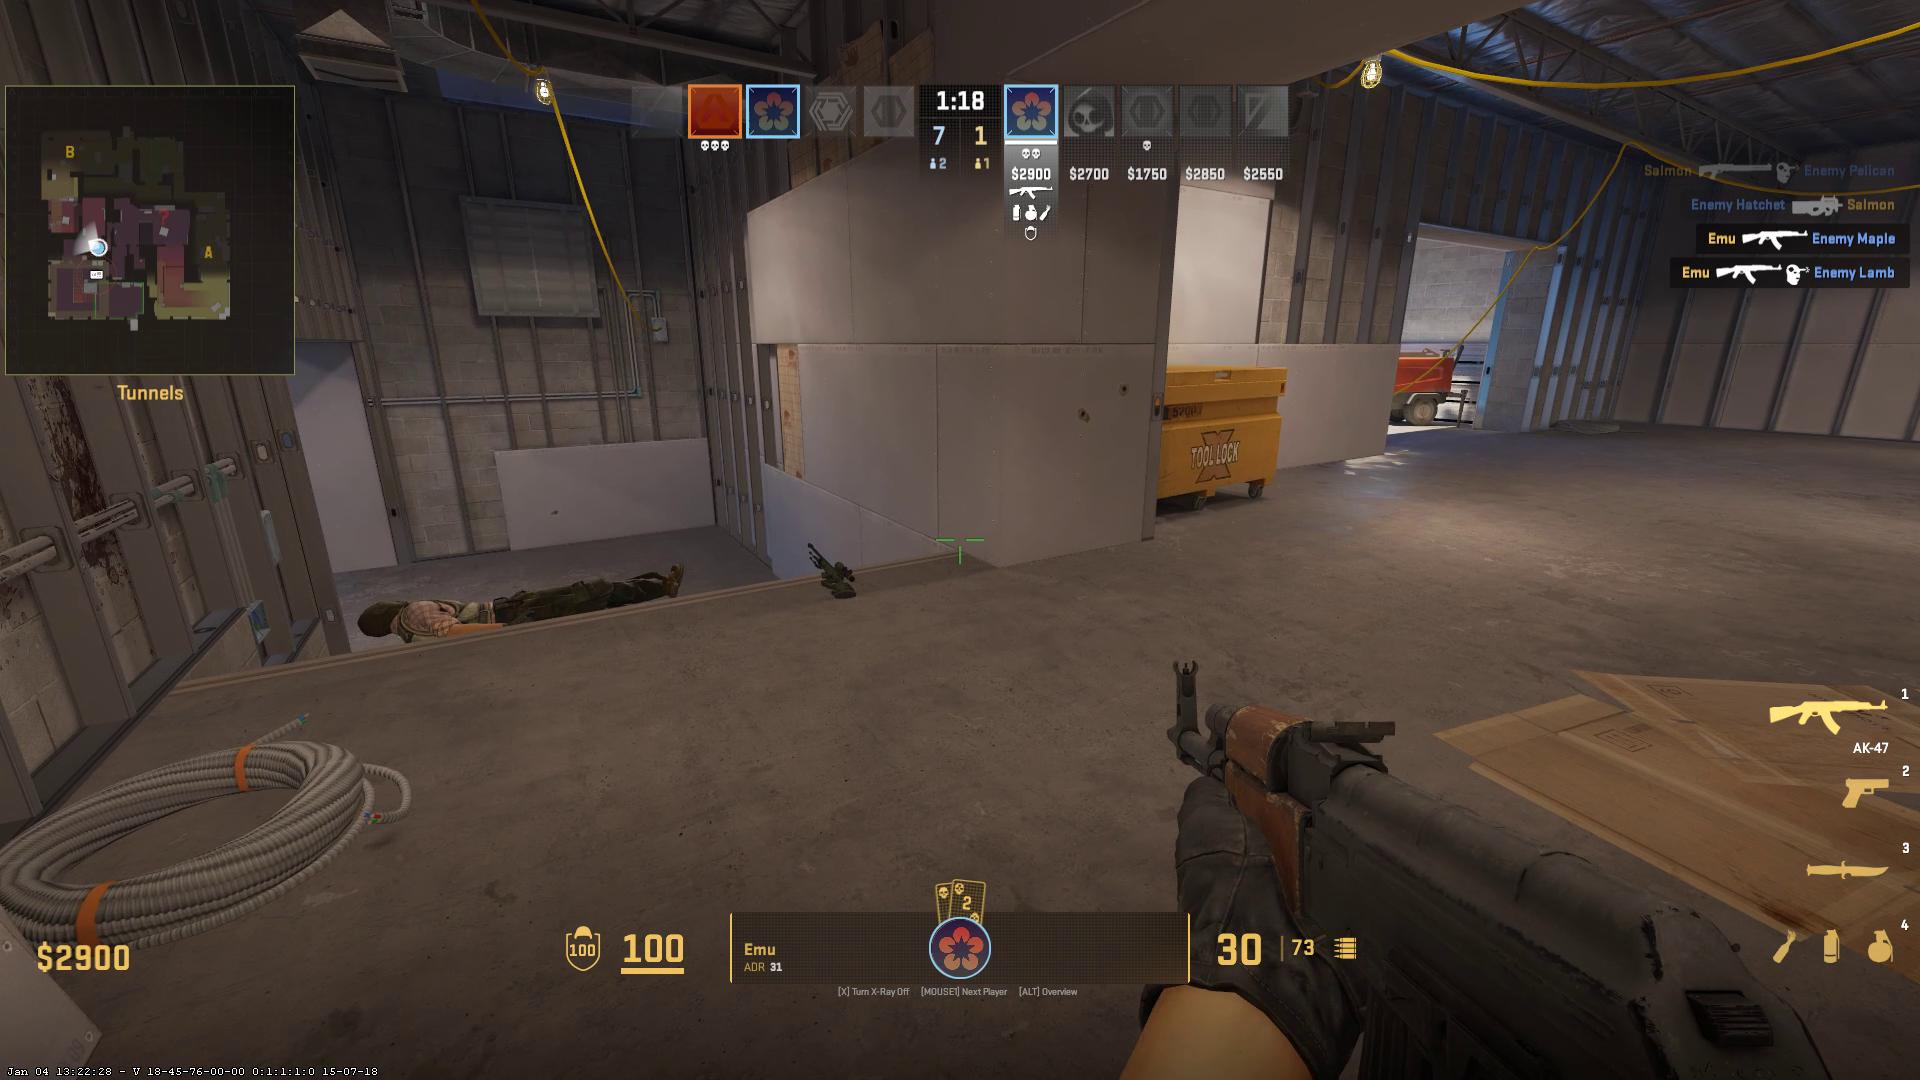 1:18
7 1
2 1
$2900 $2700 $1750 $2850 $2550
B
A
Tunnels
Salmon Enemy Pelican
Enemy Hatchet Salmon
Emu Enemy Maple
Emu Enemy Lamb
TOOL LOCK
1
AK-47
2
3
4
$2900
100 100
2
Emu
ADR 31
30 | 73
[X] Turn X-Ray Off [MOUSE1] Next Player [ALT] Overview
Jan 04 13:22:28 - V 18-45-76-00-00 0:1:1:1:0 15-07-18